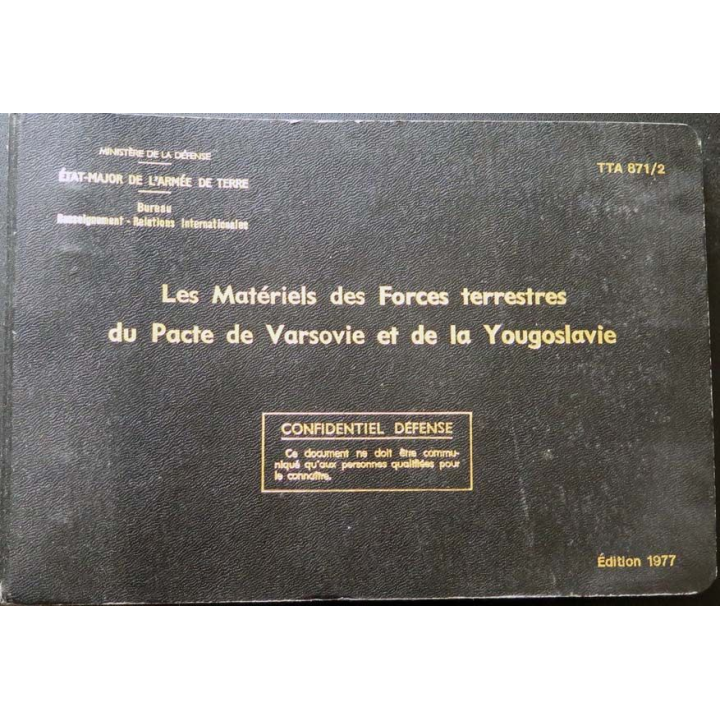 MINISTÈRE DE LA DÉFENSE
ÉTAT-MAJOR DE L'ARMÉE DE TERRE
Bureau
Renseignement - Relations Internationales
TTA 871/2
Les Matériels des Forces terrestres
du Pacte de Varsovie et de la Yougoslavie
CONFIDENTIEL DÉFENSE
Ce document ne doit être commu-
niqué qu'aux personnes qualifiées pour
le connaître.
Édition 1977